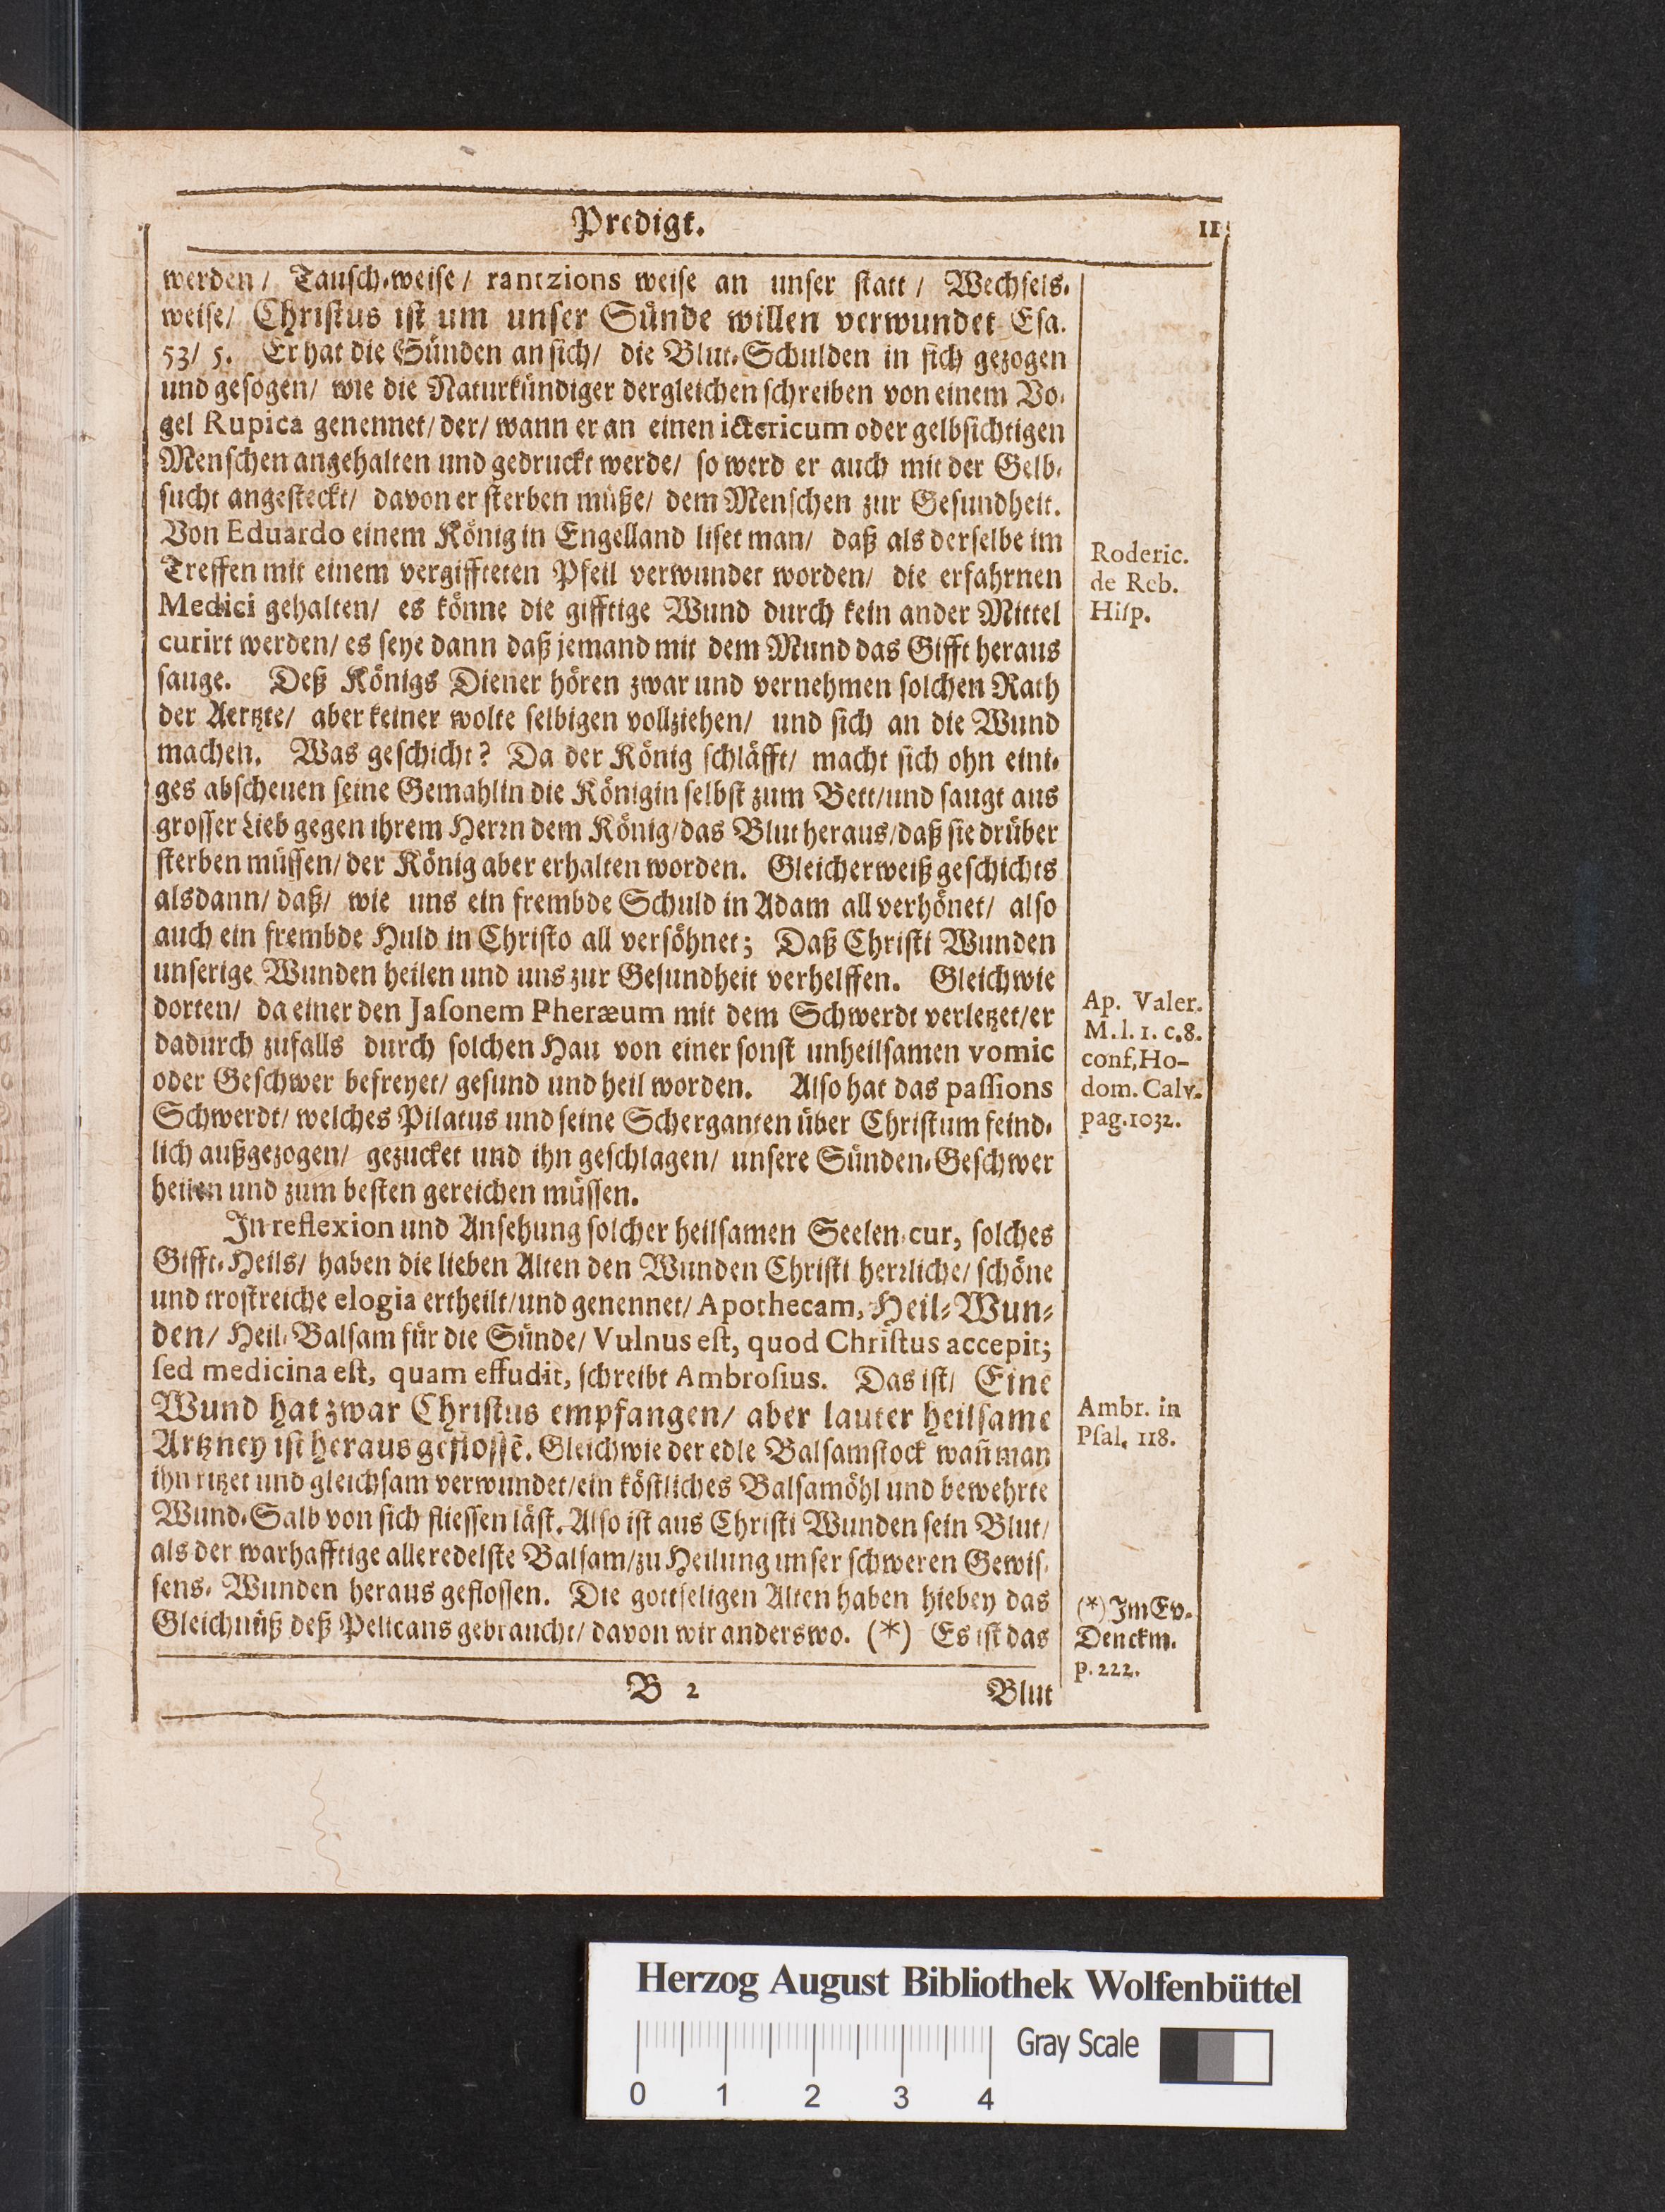 Predigt.
11
werden/ Tausch-weise/ rantzions weise an unser statt/ Wechsels-
weise/ Christus ist um unser Sünde willen verwundet Esa.
53/ 5. Er hat die Sünden an sich/ die Blut-Schulden in sich gezogen
und gesogen/ wie die Naturkündiger dergleichen schreiben von einem Vo-
gel Rupica genennet/ der/ wann er an einen ictericum oder gelbsichtigen
Menschen angehalten und gedruckt werde/ so werd er auch mit der Gelb-
sucht angesteckt/ davon er sterben müße/ dem Menschen zur Gesundheit.
Von Eduardo einem König in Engelland liset man/ daß als derselbe im
Treffen mit einem vergiffteten Pfeil verwundet worden/ die erfahrnen
Medici gehalten/ es könne die gifftige Wund durch kein ander Mittel
curirt werden/ es seye dann daß jemand mit dem Mund das Gifft heraus
sauge. Deß Königs Diener hören zwar und vernehmen solchen Rath
der Aertzte/ aber keiner wolte selbigen vollziehen/ und sich an die Wund
machen. Was geschicht? Da der König schläfft/ macht sich ohn eini-
ges abscheuen seine Gemahlin die Königin selbst zum Bett/und saugt aus
grosser Lieb gegen ihrem Herrn dem König/das Blut heraus/daß sie drüber
sterben müssen/ der König aber erhalten worden. Gleicherweiß geschichts
alsdann/ daß/ wie uns ein frembde Schuld in Adam all verhönet/ also
auch ein frembde Huld in Christo all versöhnet; Daß Christi Wunden
unserige Wunden heilen und uns zur Gesundheit verhelffen. Gleichwie
dorten/ da einer den Jasonem Pheræum mit dem Schwerdt verletzet/er
dadurch zufalls durch solchen Hau von einer sonst unheilsamen vomic
oder Geschwer befreyet/ gesund und heil worden. Also hat das passions
Schwerdt/ welches Pilatus und seine Scherganten über Christum feind-
lich außgezogen/ gezucket und ihn geschlagen/ unsere Sünden-Geschwer
heilen und zum besten gereichen müssen.
In reflexion und Ansehung solcher heilsamen Seelen-cur, solches
Gifft-Heils/ haben die lieben Alten den Wunden Christi herrliche/ schöne
und trostreiche elogia ertheilt/und genennet/ Apothecam, Heil-Wun-
den/ Heil-Balsam für die Sünde/ Vulnus est, quod Christus accepit;
sed medicina est, quam effudit, schreibt Ambrosius. Das ist/ Eine
Wund hat zwar Christus empfangen/ aber lauter heilsame
Artzney ist heraus geflossẽ. Gleichwie der edle Balsamstock wañ man
ihn ritzet und gleichsam verwundet/ein köstliches Balsamöhl und bewehrte
Wund-Salb von sich fliessen läst. Also ist aus Christi Wunden sein Blut/
als der warhafftige alleredelste Balsam/zu Heilung unser schweren Gewis-
sens-Wunden heraus geflossen. Die gottseligen Alten haben hiebey das
Gleichnüß deß Pelicans gebraucht/ davon wir anderswo. (*) Es ist das
B 2
Blut
Roderic.
de Reb.
Hisp.
Ap. Valer.
M. l. 1. c. 8.
conf, Ho-
dom. Calv.
pag. 1032.
Ambr. in
Psal. 118.
(*) Im Ev.
Denckm.
p. 222.
Herzog August Bibliothek Wolfenbüttel
Gray Scale
0 1 2 3 4